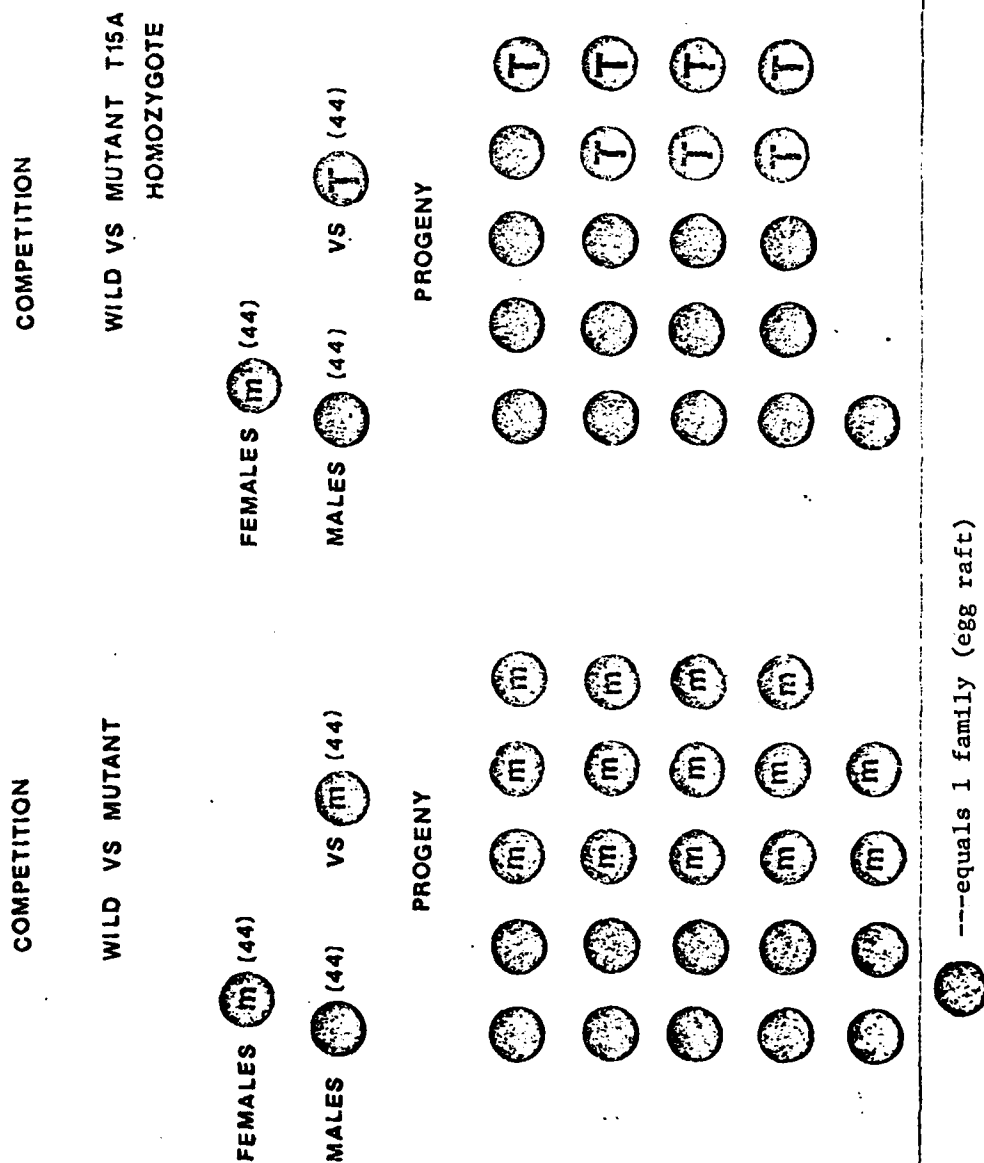 COMPETITION
WILD VS MUTANT
FEMALES m (44)
MALES (44) VS m (44)
PROGENY
m m m
m m m
m m m
m m m
m m
COMPETITION
WILD VS MUTANT T15A
HOMOZYGOTE
FEMALES m (44)
MALES (44) VS T (44)
PROGENY
T
T T
T T
T T
---equals 1 family (egg raft)